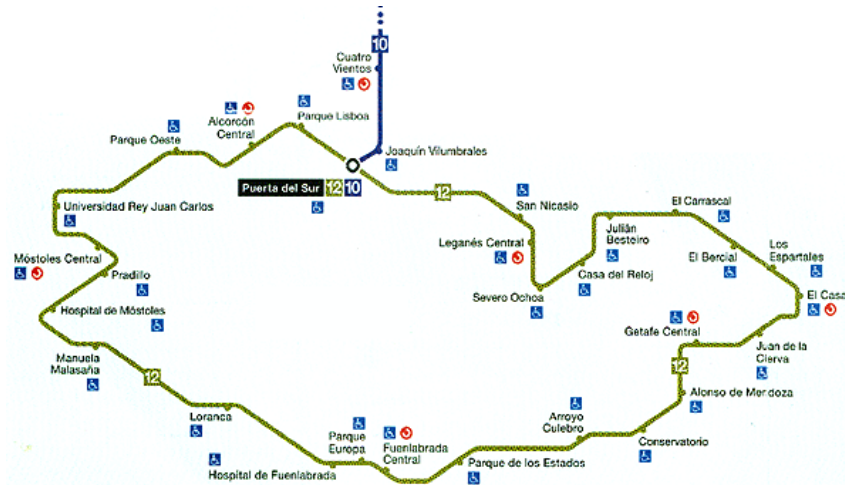 10
Cuatro
Vientos
Parque Lisboa
Alcorcón
Central
Parque Oeste
Joaquín Vilumbrales
Puerta del Sur 12 10
12
San Nicasio
El Carrascal
Universidad Rey Juan Carlos
Julián
Besteiro
Leganés Central
El Bercial
Los
Espartales
Móstoles Central
Pradillo
Casa del Reloj
Severo Ochoa
El Casar
Hospital de Móstoles
Getafe Central
Juan de la
Cierva
Manuela
Malasaña
12
12
Alonso de Mendoza
Loranca
Arroyo
Culebro
Parque
Europa
Fuenlabrada
Central
Conservatorio
Hospital de Fuenlabrada
Parque de los Estados